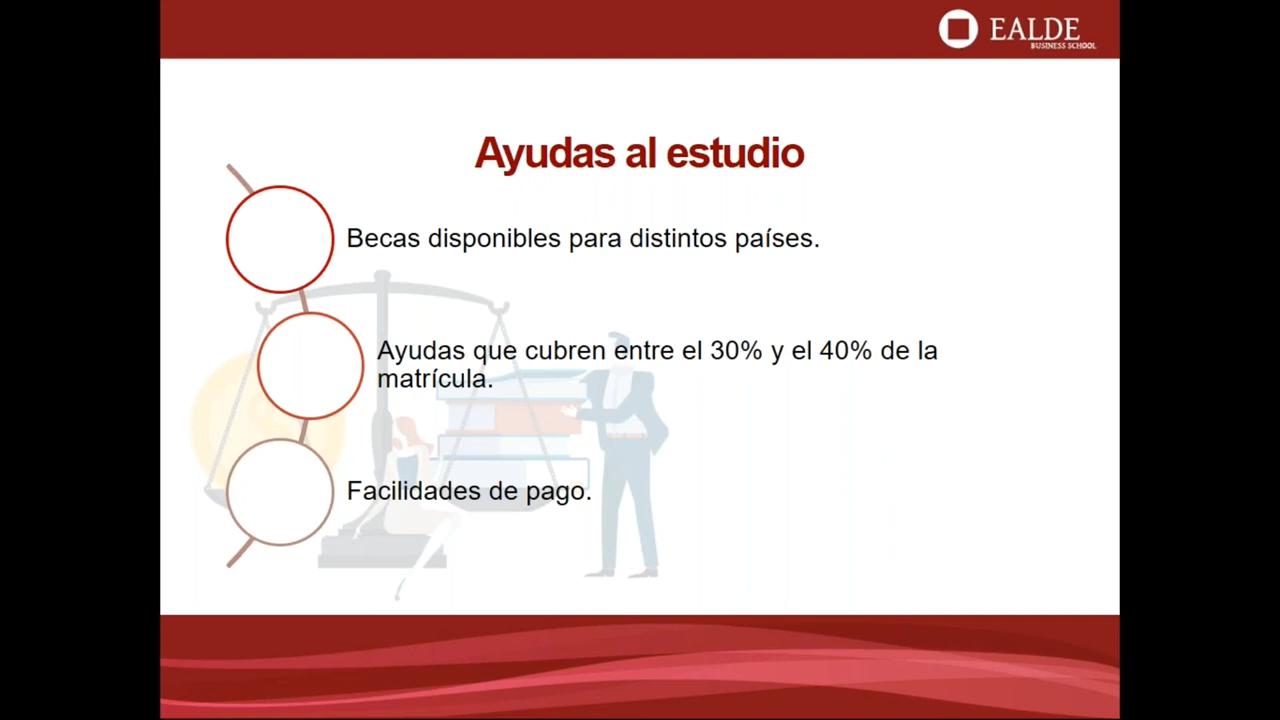 EALDE
BUSINESS SCHOOL
Ayudas al estudio
Becas disponibles para distintos países.
Ayudas que cubren entre el 30% y el 40% de la
matrícula.
Facilidades de pago.